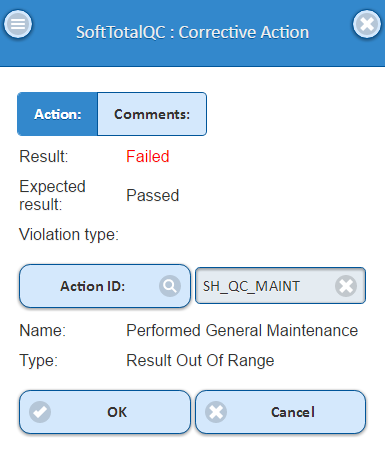 SoftTotalQC : Corrective Action
Action: Comments:
Result: Failed
Expected
result: Passed
Violation type:
Action ID: SH_QC_MAINT
Name: Performed General Maintenance
Type: Result Out Of Range
OK Cancel